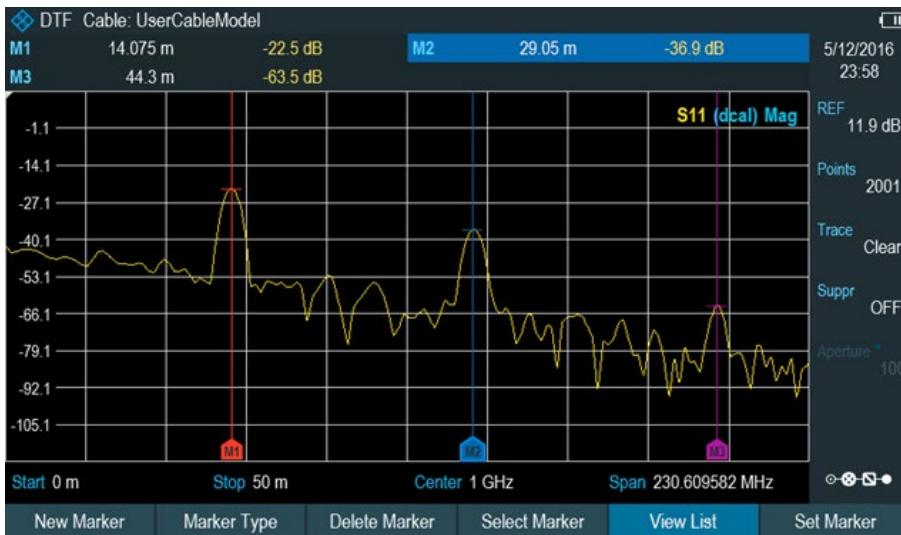 DTF Cable: UserCableModel
M1 14.075 m -22.5 dB M2 29.05 m -36.9 dB 5/12/2016
M3 44.3 m -63.5 dB 23:58
S11 (dcal) Mag
REF
11.9 dB
Points
2001
Trace
Clear
Suppr
OFF
Aperture
100
-1.1
-14.1
-27.1
-40.1
-53.1
-66.1
-79.1
-92.1
-105.1
M1 M2 M3
Start 0 m Stop 50 m Center 1 GHz Span 230.609582 MHz
New Marker Marker Type Delete Marker Select Marker View List Set Marker